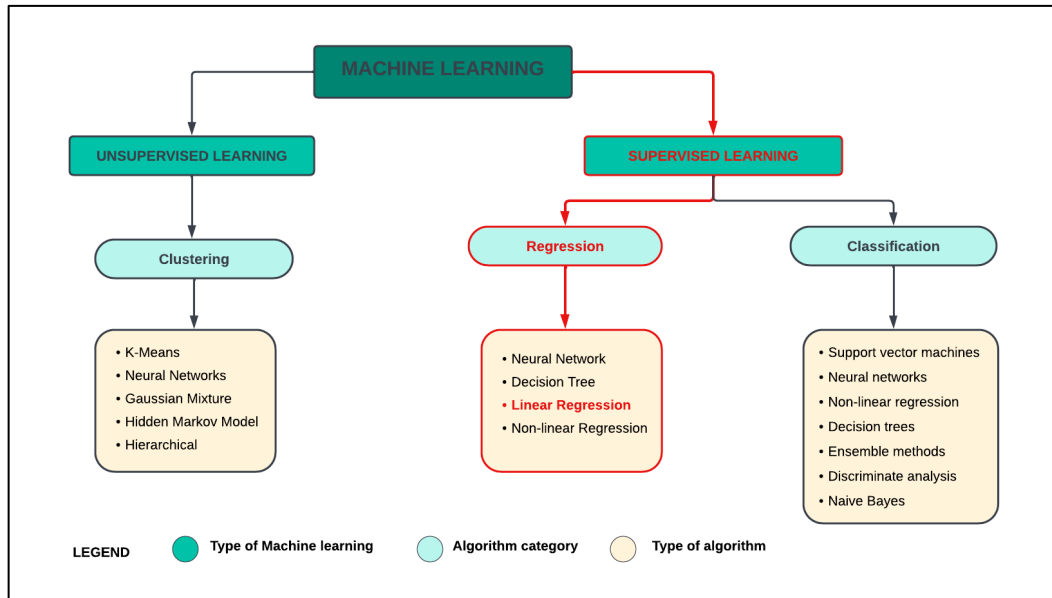 MACHINE LEARNING
UNSUPERVISED LEARNING
SUPERVISED LEARNING
Clustering
Regression
Classification
• K-Means
• Neural Networks
• Gaussian Mixture
• Hidden Markov Model
• Hierarchical
• Neural Network
• Decision Tree
• Linear Regression
• Non-linear Regression
• Support vector machines
• Neural networks
• Non-linear regression
• Decision trees
• Ensemble methods
• Discriminate analysis
• Naive Bayes
LEGEND
Type of Machine learning
Algorithm category
Type of algorithm